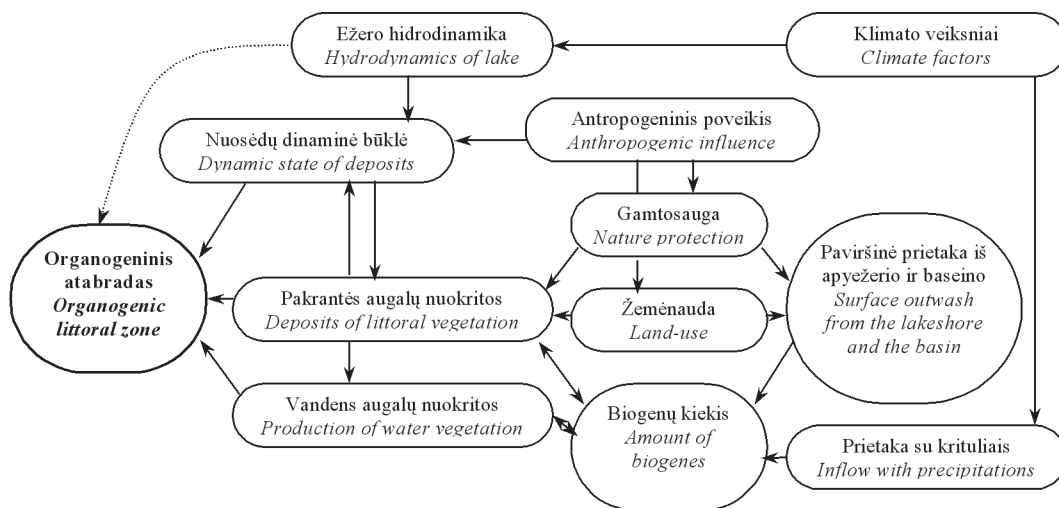 Ežero hidrodinamika
Hydrodynamics of lake
Klimato veiksniai
Climate factors
Nuosėdų dinaminė būklė
Dynamic state of deposits
Antropogeninis poveikis
Anthropogenic influence
Gamtosauga
Nature protection
Organogeninis
atabradas
Organogenic
littoral zone
Paviršinė prietaka iš
apyežerio ir baseino
Surface outwash
from the lakeshore
and the basin
Pakrantės augalų nuokritos
Deposits of littoral vegetation
Žemėnauda
Land-use
Vandens augalų nuokritos
Production of water vegetation
Biogenų kiekis
Amount of
biogenes
Prietaka su krituliais
Inflow with precipitations